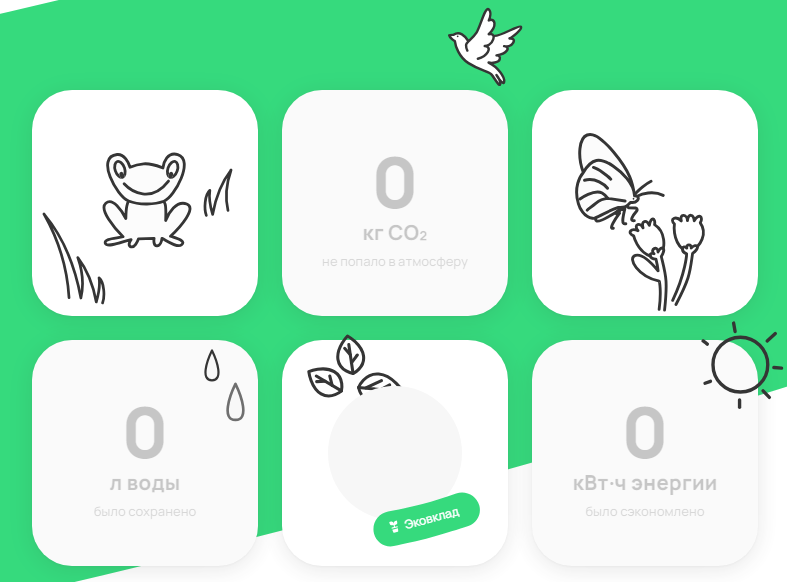 0
кг CO₂
не попало в атмосферу
0
л воды
было сохранено
Эковклад
0
кВт·ч энергии
было сэкономлено